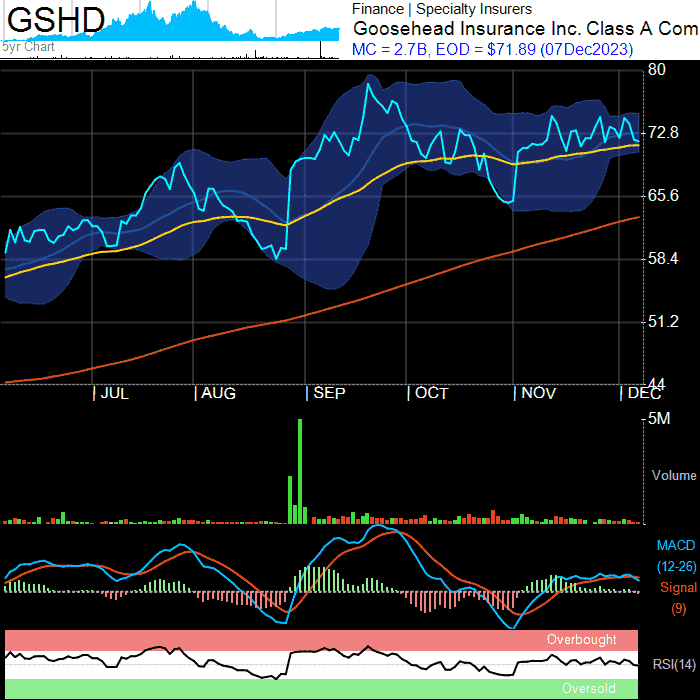 GSHD
5yr Chart
Finance | Specialty Insurers
Goosehead Insurance Inc. Class A Com
MC = 2.7B, EOD = $71.89 (07Dec2023)
80
72.8
65.6
58.4
51.2
44
JUL AUG SEP OCT NOV DEC
5M
Volume
MACD
(12-26)
Signal
(9)
Overbought
RSI(14)
Oversold